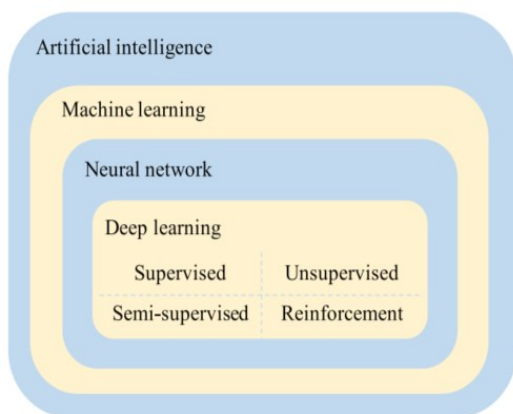 Artificial intelligence
Machine learning
Neural network
Deep learning
Supervised Unsupervised
Semi-supervised Reinforcement